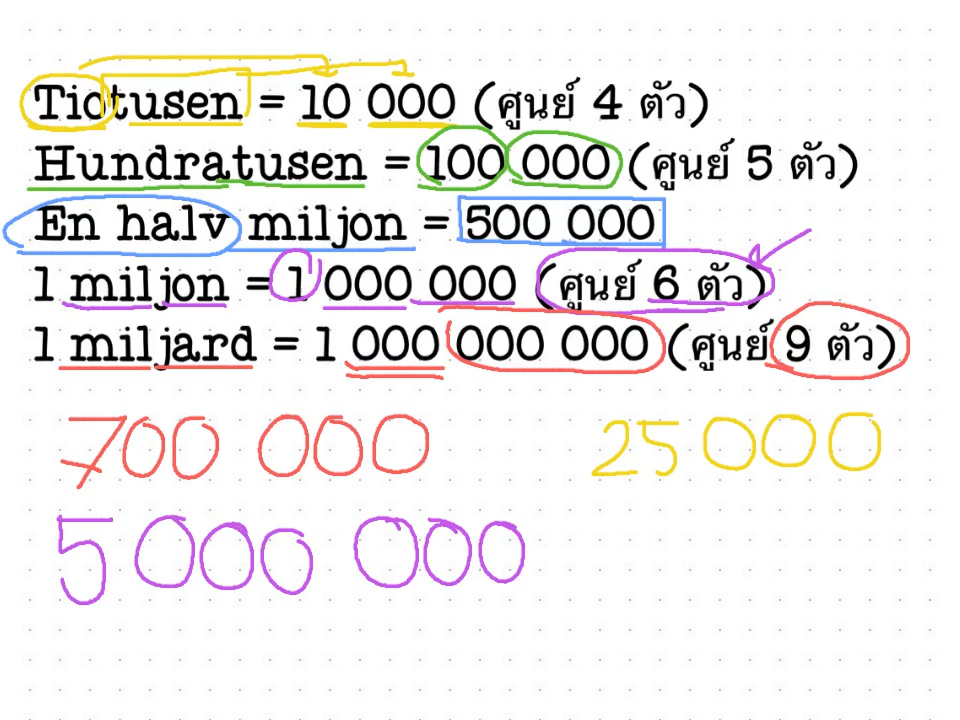 Tiotusen = 10 000 (ศูนย์ 4 ตัว)
Hundratusen = 100 000 (ศูนย์ 5 ตัว)
En halv miljon = 500 000
1 miljon = 1 000 000 (ศูนย์ 6 ตัว)
1 miljard = 1 000 000 000 (ศูนย์ 9 ตัว)
700 000 25 000
5 000 000